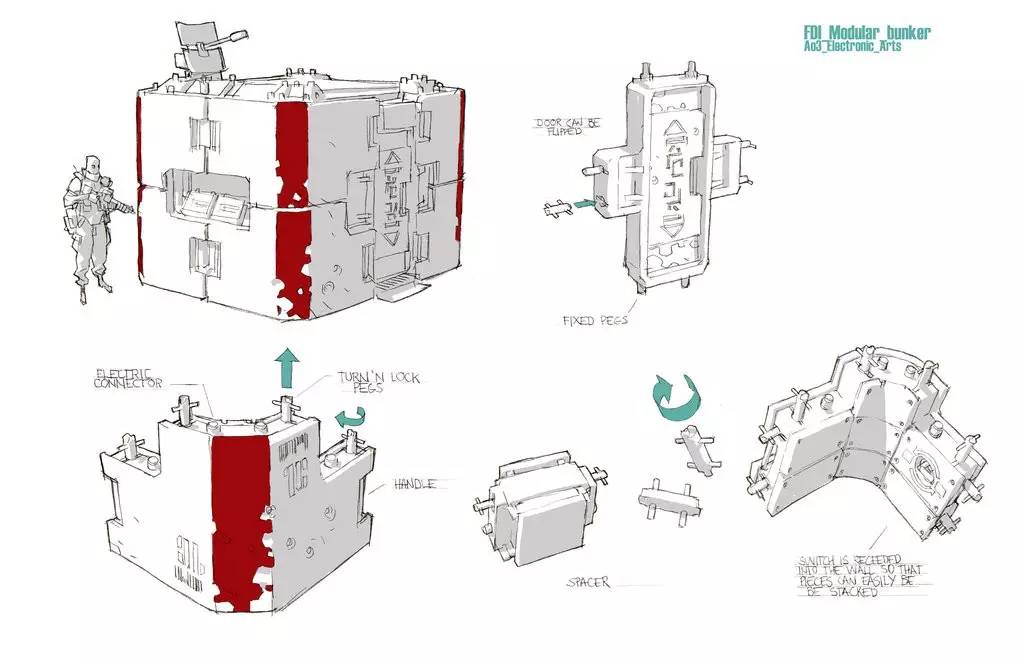 FDI_Modular_bunker
Ao3_Electronic_Arts
DOOR CAN BE
FLIPPED
FIXED PEGS
ELECTRIC
CONNECTOR
TURN'N LOCK
PEGS
HANDLE
SPACER
SWITCH IS RECEEDED
INTO THE WALL SO THAT
PIECES CAN EASILY BE
BE STACKED